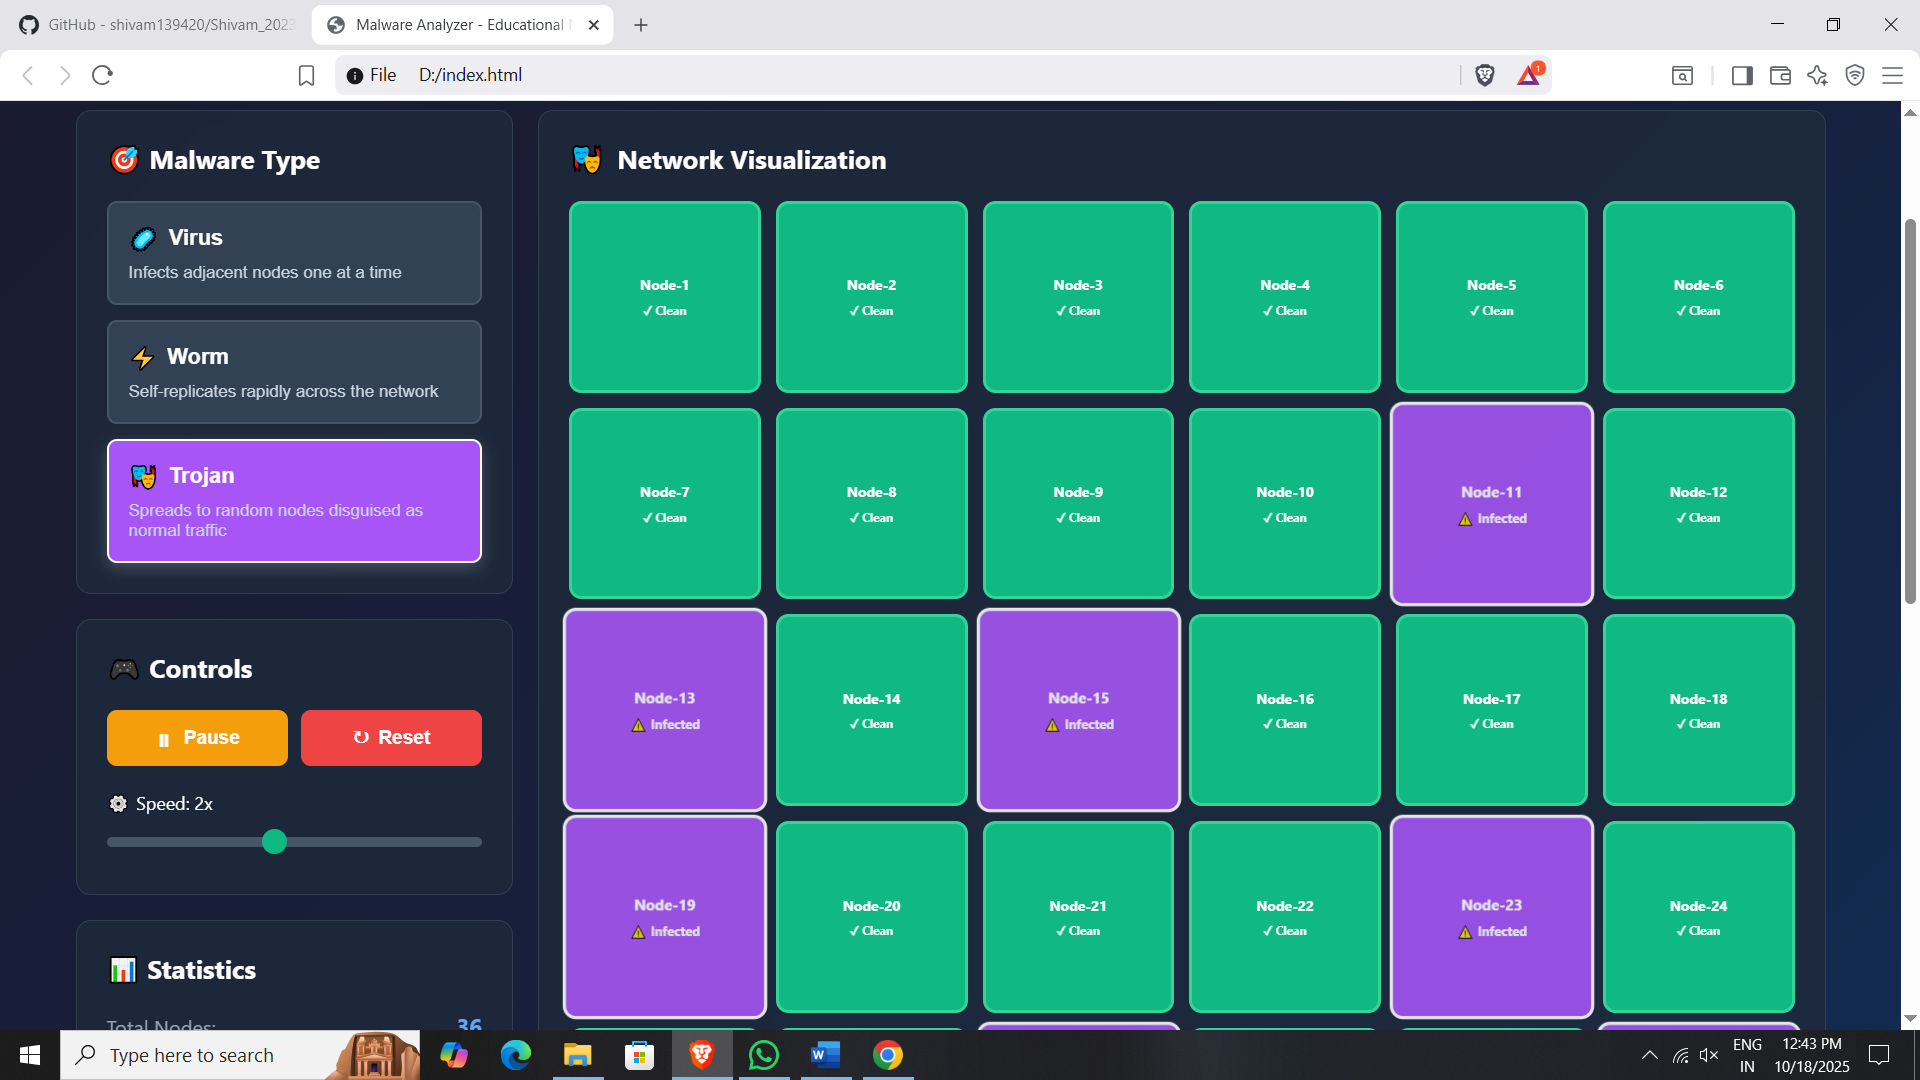 GitHub - shivam139420/Shivam_202
Malware Analyzer - Educational
File D:/index.html
1
Malware Type
Virus
Infects adjacent nodes one at a time
Worm
Self-replicates rapidly across the network
Trojan
Spreads to random nodes disguised as
normal traffic
Controls
Pause
Reset
Speed: 2x
Statistics
Total Nodes: 36
Network Visualization
Node-1
✓ Clean
Node-2
✓ Clean
Node-3
✓ Clean
Node-4
✓ Clean
Node-5
✓ Clean
Node-6
✓ Clean
Node-7
✓ Clean
Node-8
✓ Clean
Node-9
✓ Clean
Node-10
✓ Clean
Node-11
⚠ Infected
Node-12
✓ Clean
Node-13
⚠ Infected
Node-14
✓ Clean
Node-15
⚠ Infected
Node-16
✓ Clean
Node-17
✓ Clean
Node-18
✓ Clean
Node-19
⚠ Infected
Node-20
✓ Clean
Node-21
✓ Clean
Node-22
✓ Clean
Node-23
⚠ Infected
Node-24
✓ Clean
Type here to search
ENG
IN
12:43 PM
10/18/2025